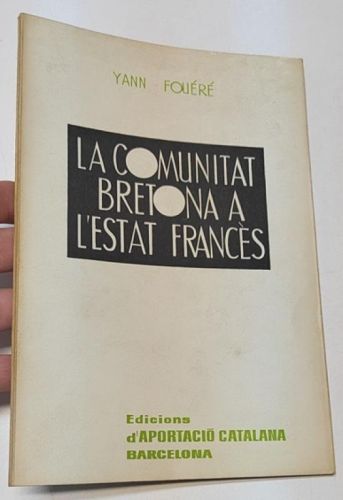 YANN FOUÉRÉ
LA COMUNITAT
BRETONA A
L'ESTAT FRANCÈS
Edicions
d'APORTACIÓ CATALANA
BARCELONA